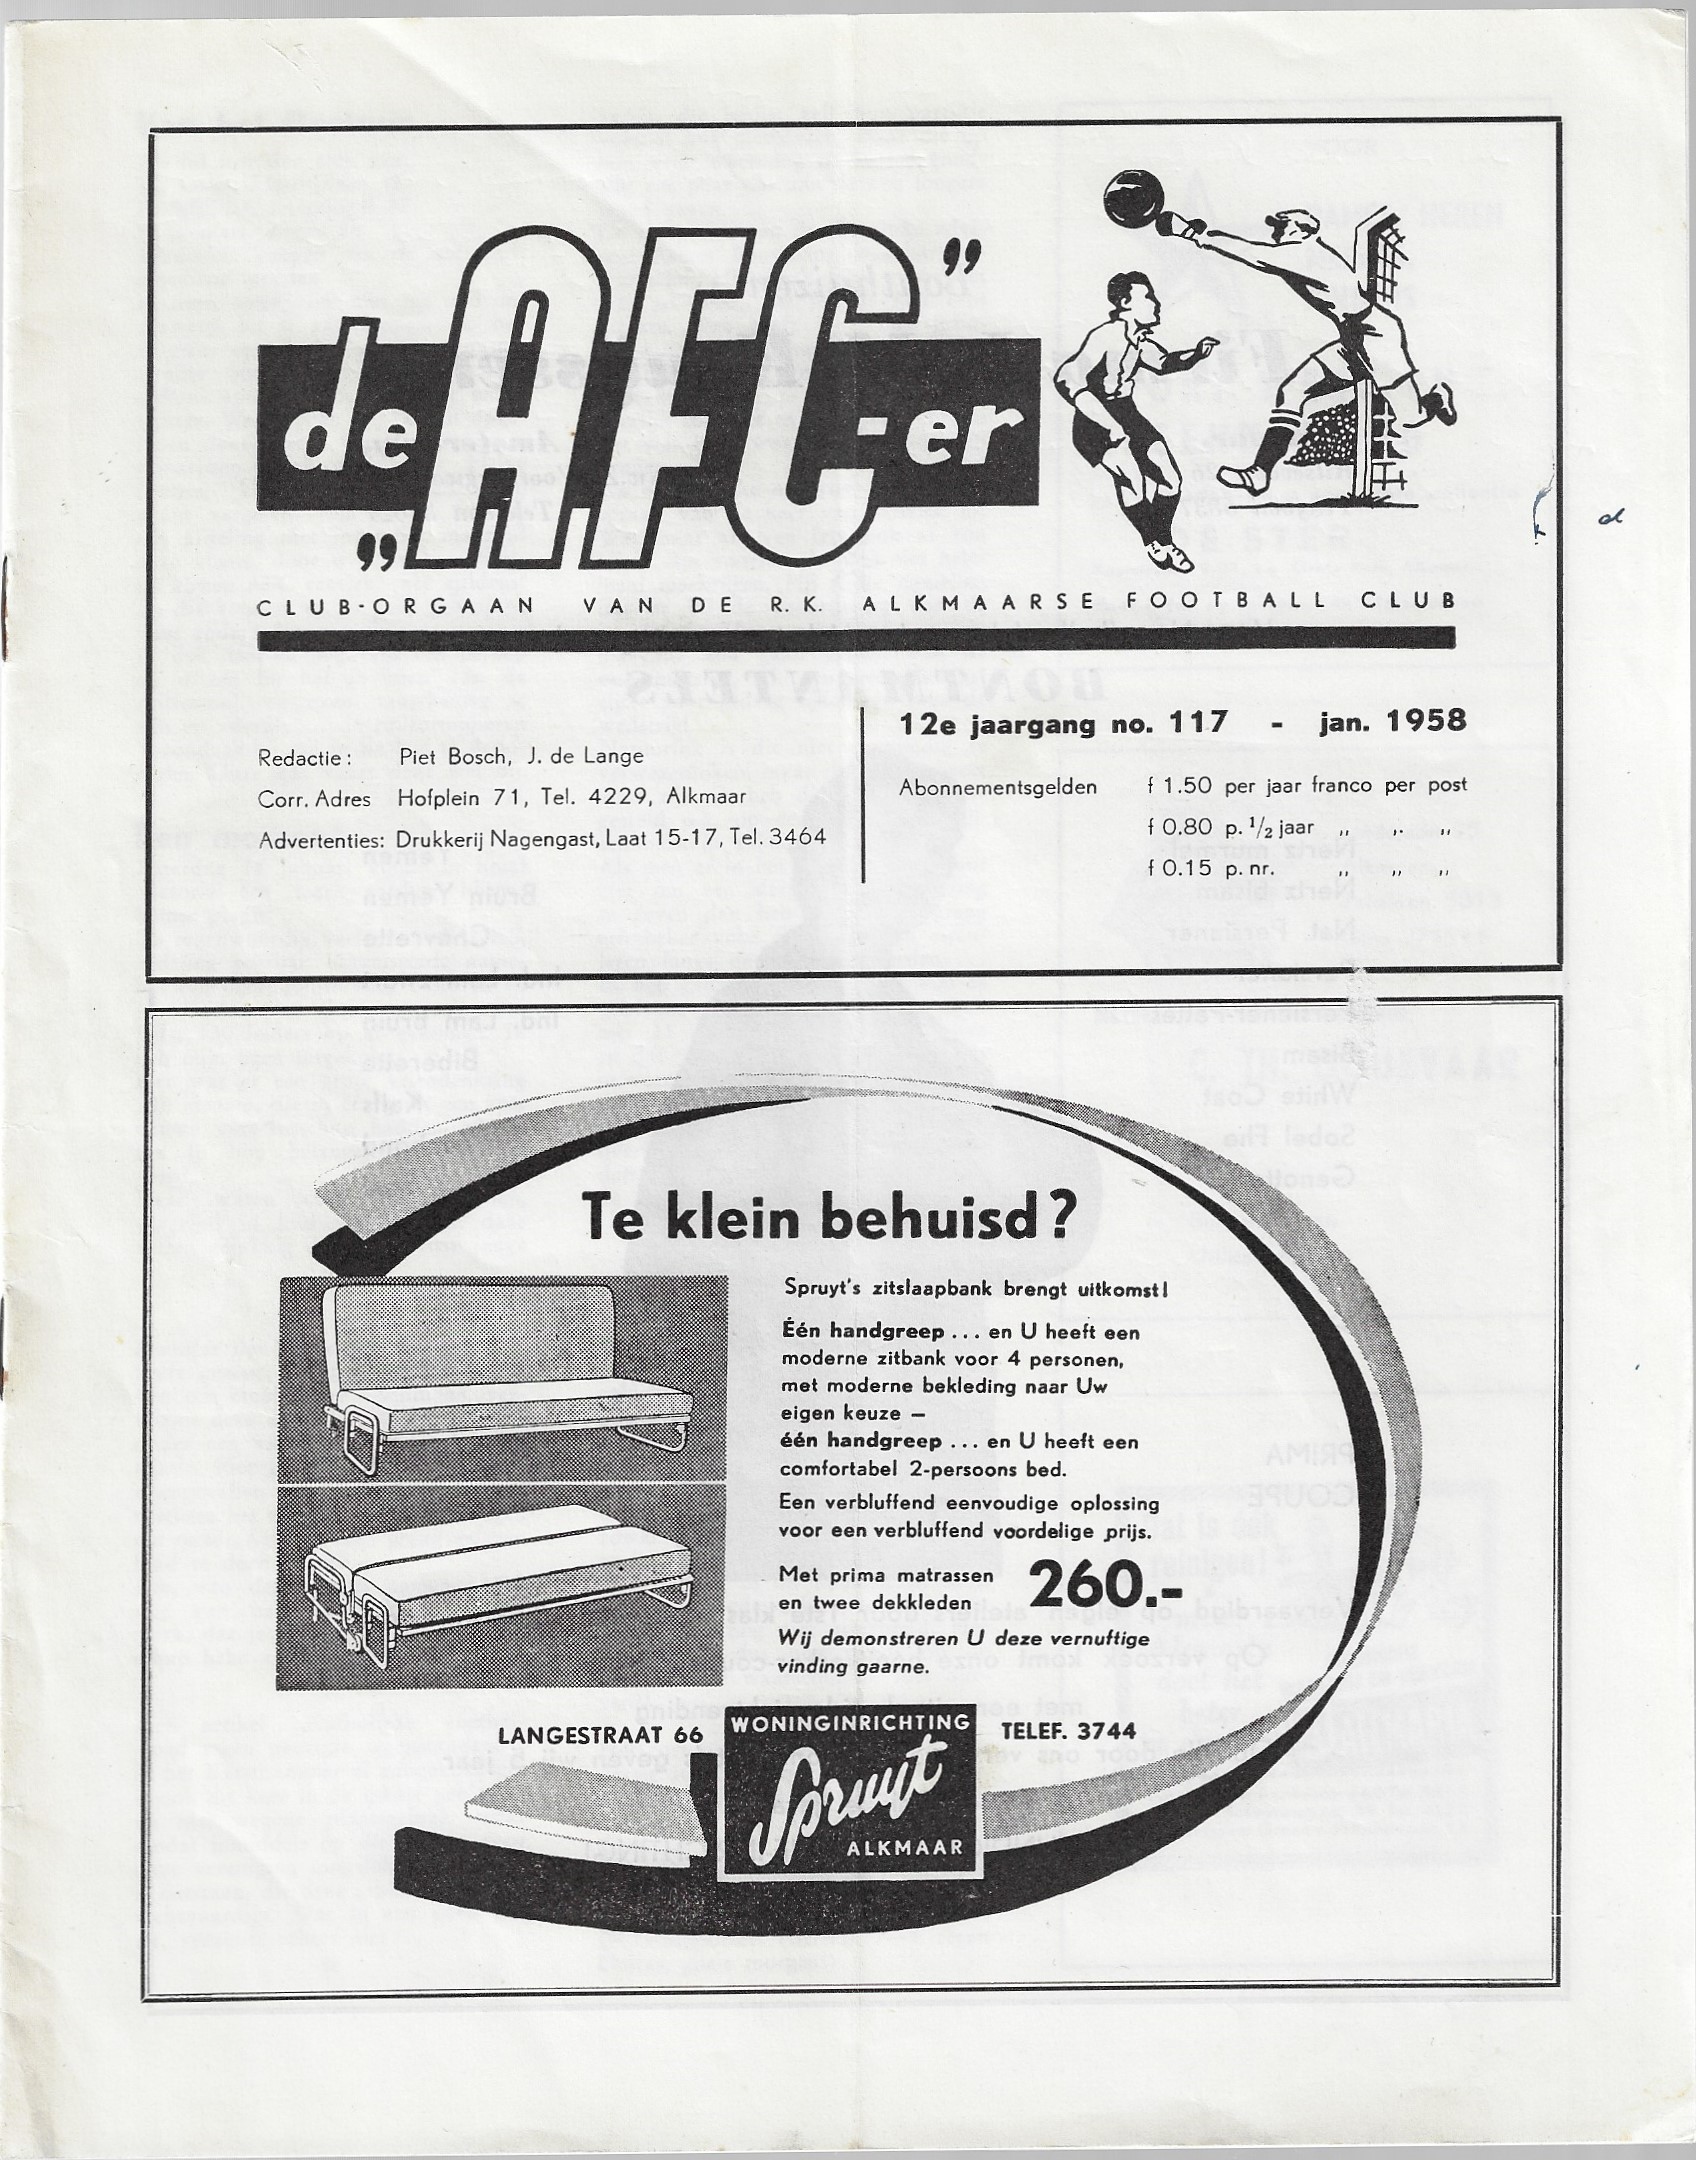 „de AFC-er”
CLUB-ORGAAN VAN DE R.K. ALKMAARSE FOOTBALL CLUB
Redactie: Piet Bosch, J. de Lange
Corr. Adres Hofplein 71, Tel. 4229, Alkmaar
Advertenties: Drukkerij Nagengast, Laat 15-17, Tel. 3464
12e jaargang no. 117 - jan. 1958
Abonnementsgelden f 1.50 per jaar franco per post
f 0.80 p. 1/2 jaar „ „ „
f 0.15 p. nr. „ „ „
Te klein behuisd?
Spruyt's zitslaapbank brengt uitkomst!
Één handgreep ... en U heeft een
moderne zitbank voor 4 personen,
met moderne bekleding naar Uw
eigen keuze —
één handgreep ... en U heeft een
comfortabel 2-persoons bed.
Een verbluffend eenvoudige oplossing
voor een verbluffend voordelige prijs.
Met prima matrassen
en twee dekkleden 260.-
Wij demonstreren U deze vernuftige
vinding gaarne.
LANGESTRAAT 66
WONINGINRICHTING
Spruyt
ALKMAAR
TELEF. 3744